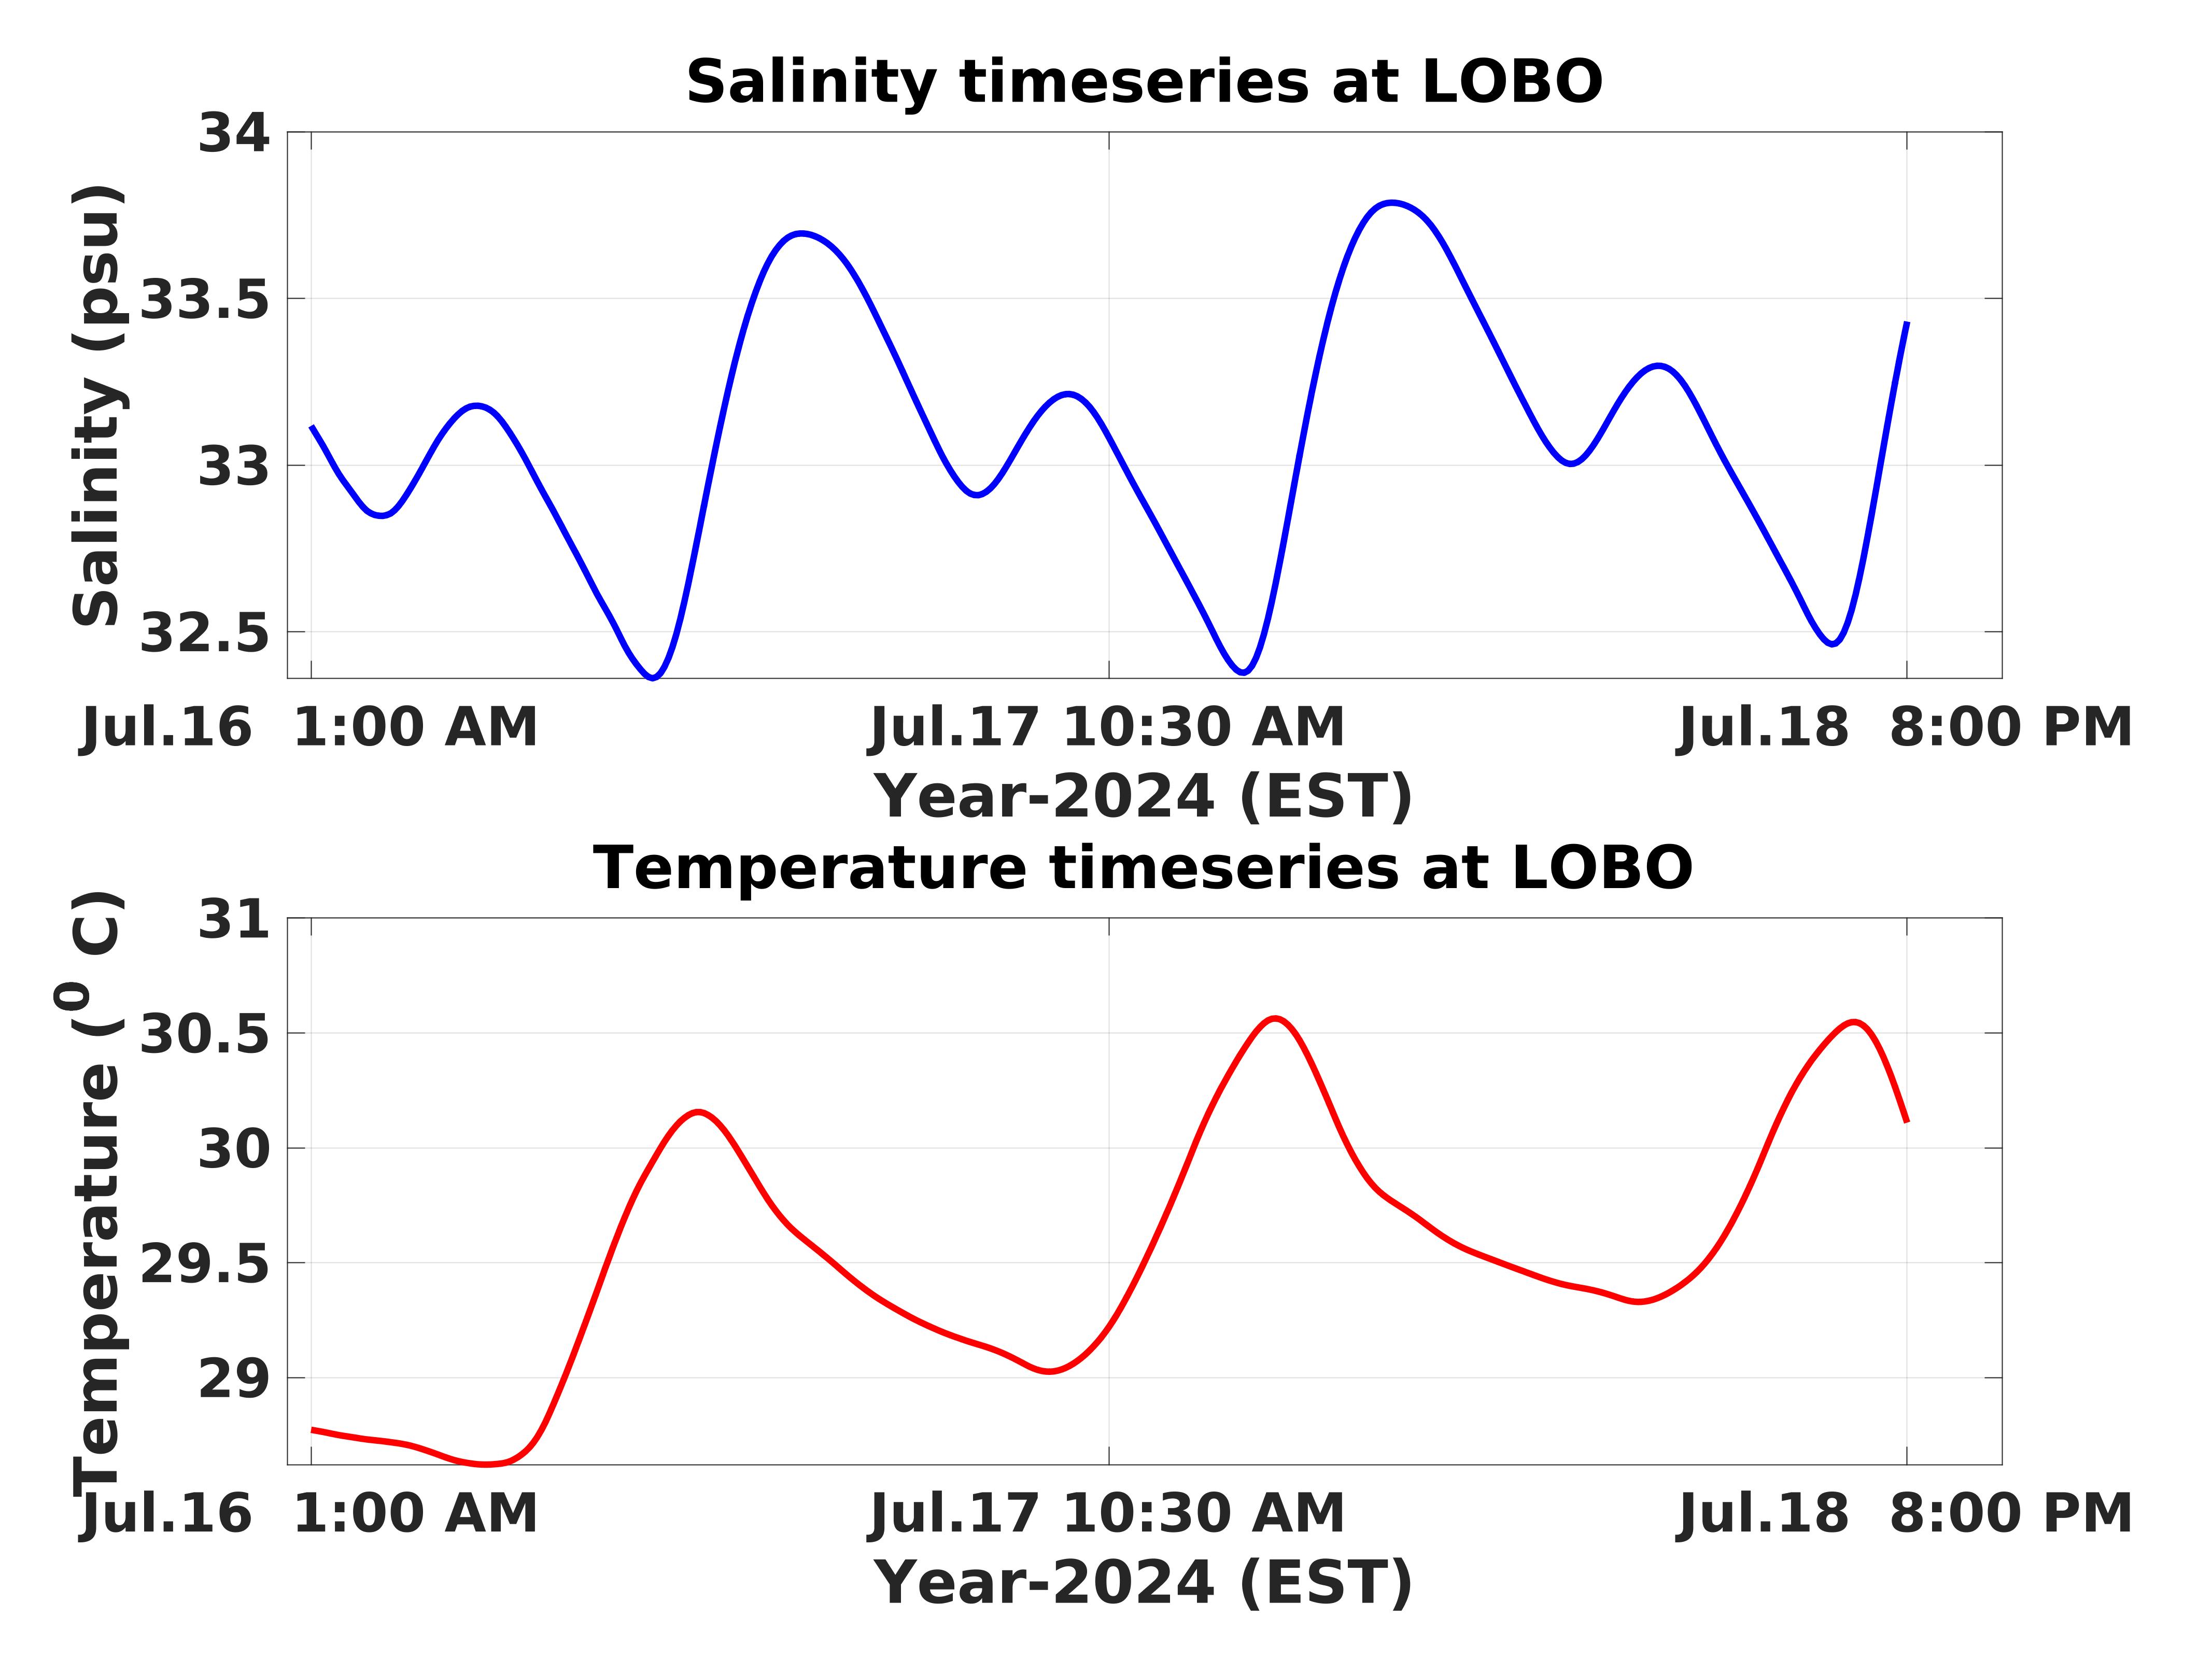 Salinity timeseries at LOBO
Salinity (psu)
34
33.5
33
32.5
Jul.16  1:00 AM
Jul.17 10:30 AM
Jul.18  8:00 PM
Year-2024 (EST)
Temperature timeseries at LOBO
Temperature (⁰ C)
31
30.5
30
29.5
29
Jul.16  1:00 AM
Jul.17 10:30 AM
Jul.18  8:00 PM
Year-2024 (EST)